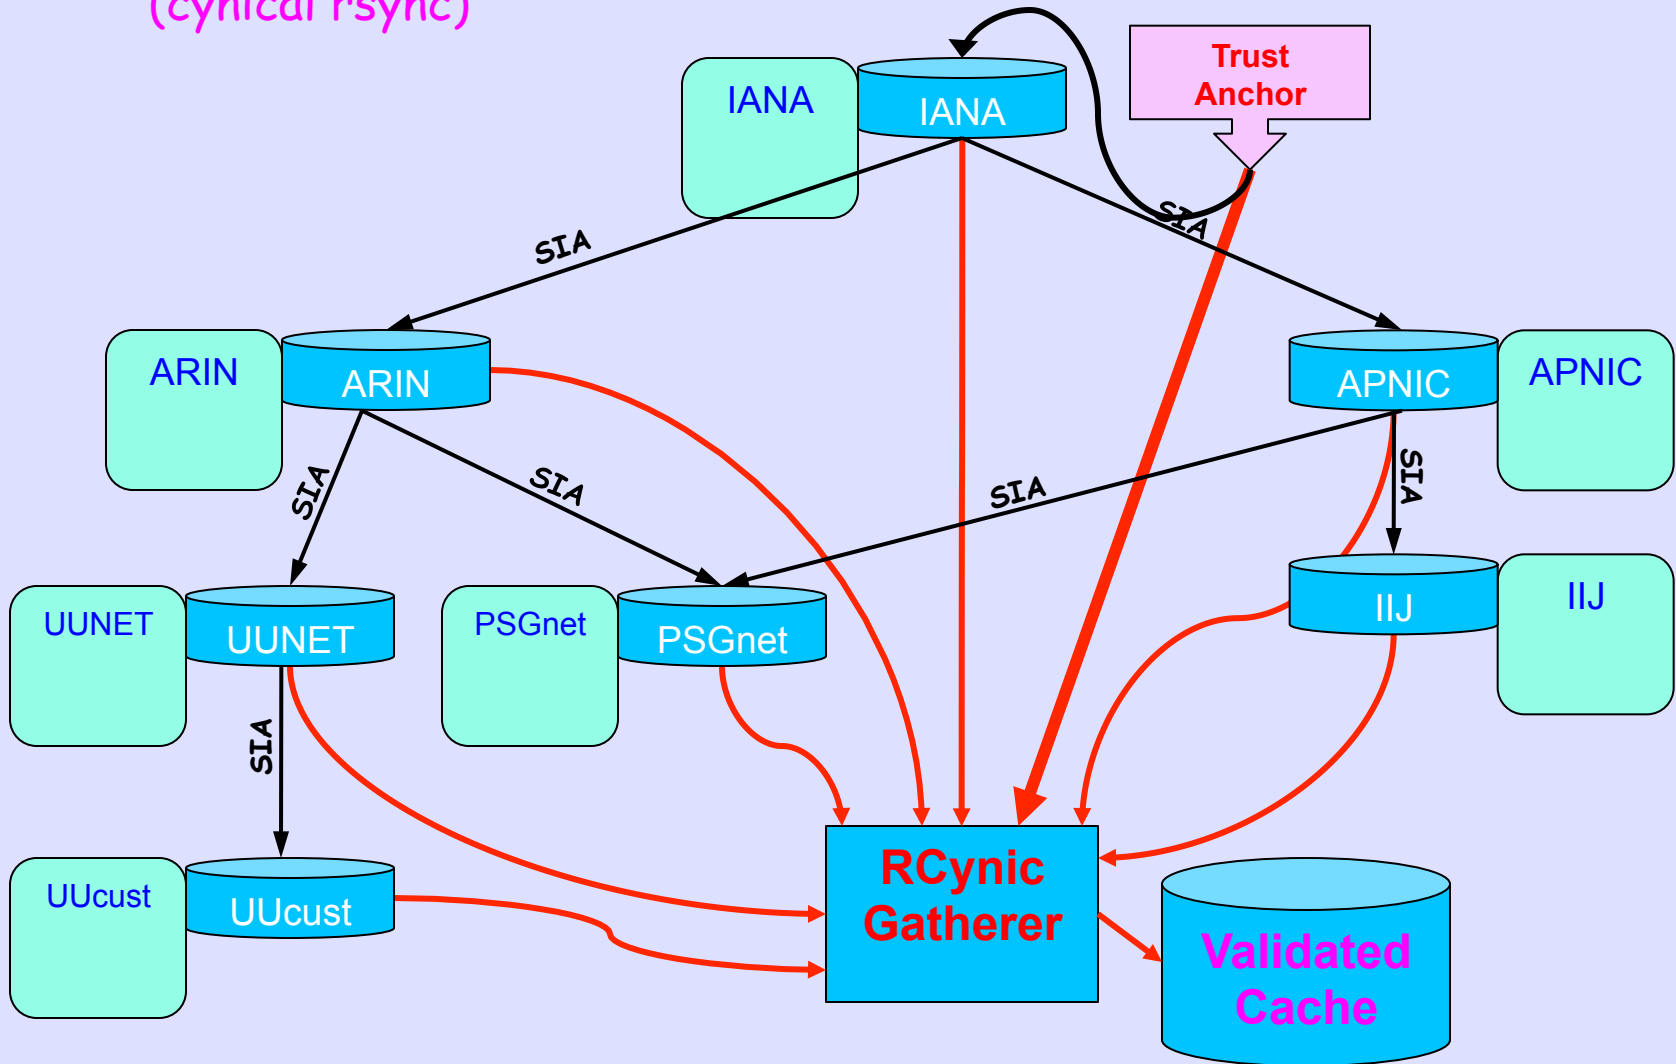 (cynical rsync)
Trust
Anchor
IANA
IANA
SIA
SIA
ARIN
ARIN
APNIC
APNIC
SIA
SIA
SIA
SIA
UUNET
UUNET
PSGnet
PSGnet
IIJ
IIJ
SIA
UUcust
UUcust
RCynic
Gatherer
Validated
Cache